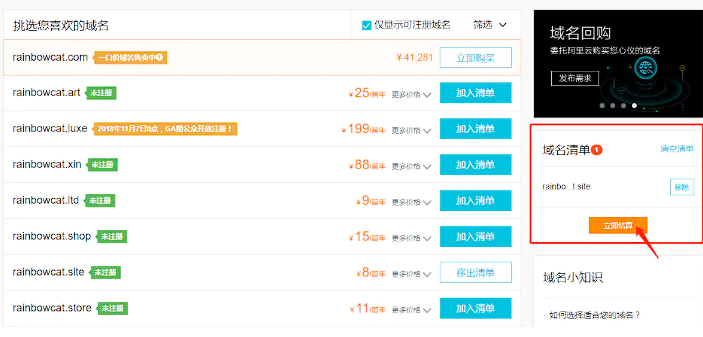 挑选您喜欢的域名
仅显示可注册域名 筛选
rainbowcat.com 一口价域名售卖中 ¥41,281 立即购买
rainbowcat.art 未注册 ¥25/首年 更多价格 加入清单
rainbowcat.luxe 2018年11月7日0点,GA期公众开放注册! ¥199/首年 更多价格 加入清单
rainbowcat.xin 未注册 ¥88/首年 更多价格 加入清单
rainbowcat.ltd 未注册 ¥9/首年 更多价格 加入清单
rainbowcat.shop 未注册 ¥15/首年 更多价格 加入清单
rainbowcat.site 未注册 ¥8/首年 更多价格 移出清单
rainbowcat.store 未注册 ¥11/首年 更多价格 加入清单
域名回购
委托阿里云购买您心仪的域名
发布需求
域名清单 1 清空清单
rainbo...t.site 移除
立即结算
域名小知识
如何选择适合您的域名?